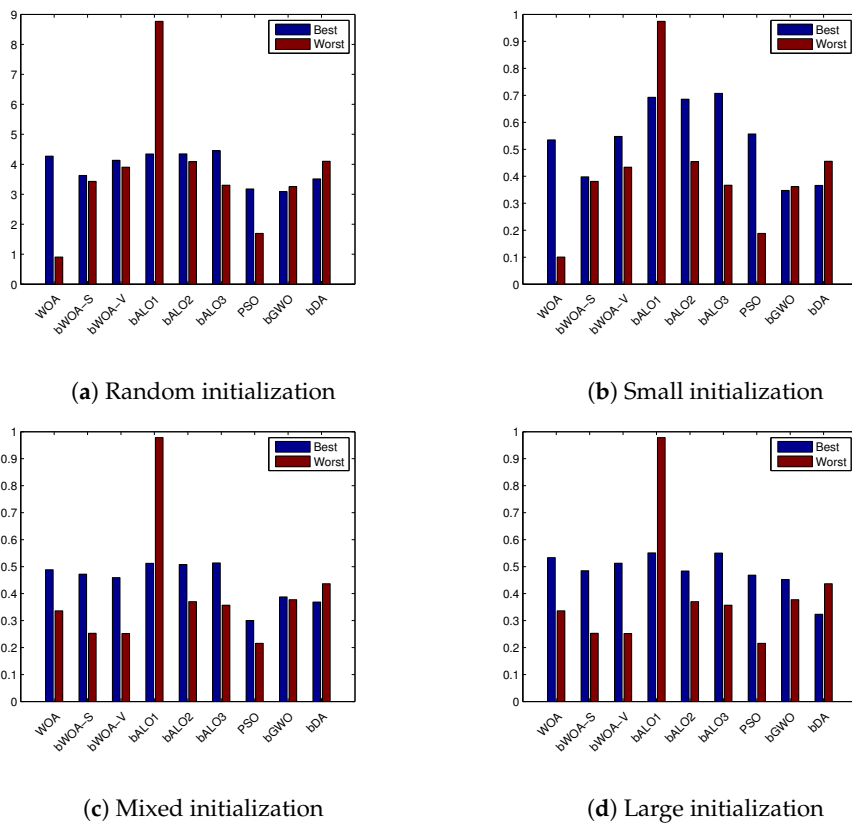 9
8
7
6
5
4
3
2
1
0
Best
Worst
WOA
bWOA-S
bWOA-V
bALO1
bALO2
bALO3
PSO
bGWO
bDA
(a) Random initialization
1
0.9
0.8
0.7
0.6
0.5
0.4
0.3
0.2
0.1
0
Best
Worst
WOA
bWOA-S
bWOA-V
bALO1
bALO2
bALO3
PSO
bGWO
bDA
(b) Small initialization
1
0.9
0.8
0.7
0.6
0.5
0.4
0.3
0.2
0.1
0
Best
Worst
WOA
bWOA-S
bWOA-V
bALO1
bALO2
bALO3
PSO
bGWO
bDA
(c) Mixed initialization
1
0.9
0.8
0.7
0.6
0.5
0.4
0.3
0.2
0.1
0
Best
Worst
WOA
bWOA-S
bWOA-V
bALO1
bALO2
bALO3
PSO
bGWO
bDA
(d) Large initialization